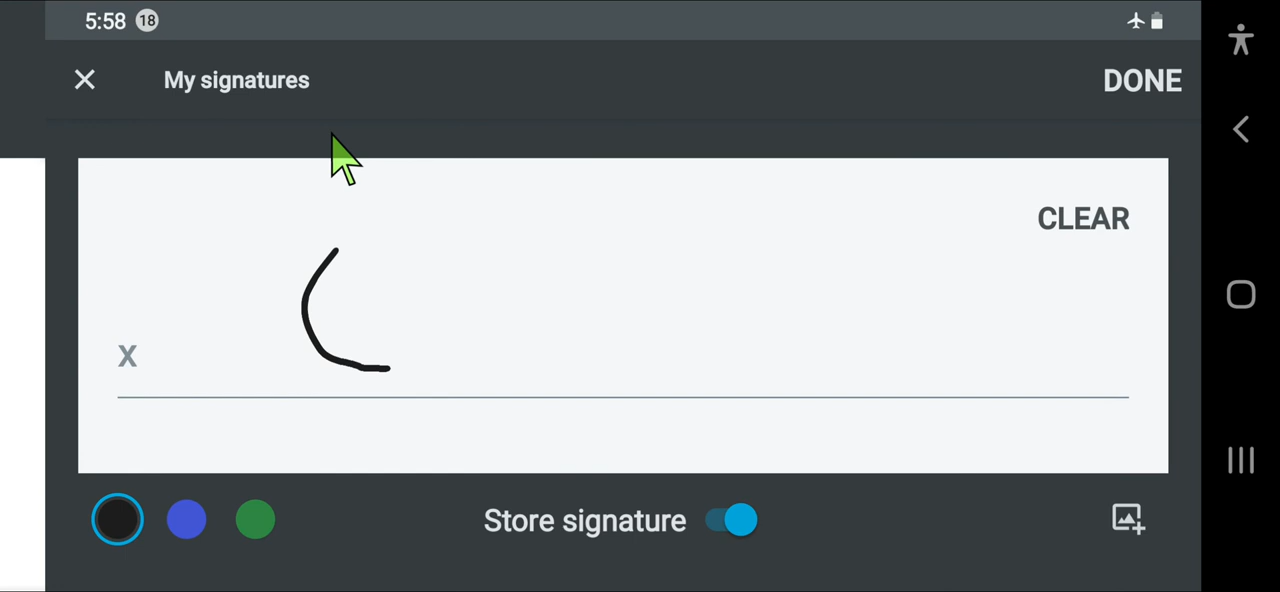 5:58 18
My signatures
DONE
CLEAR
C
X
Store signature